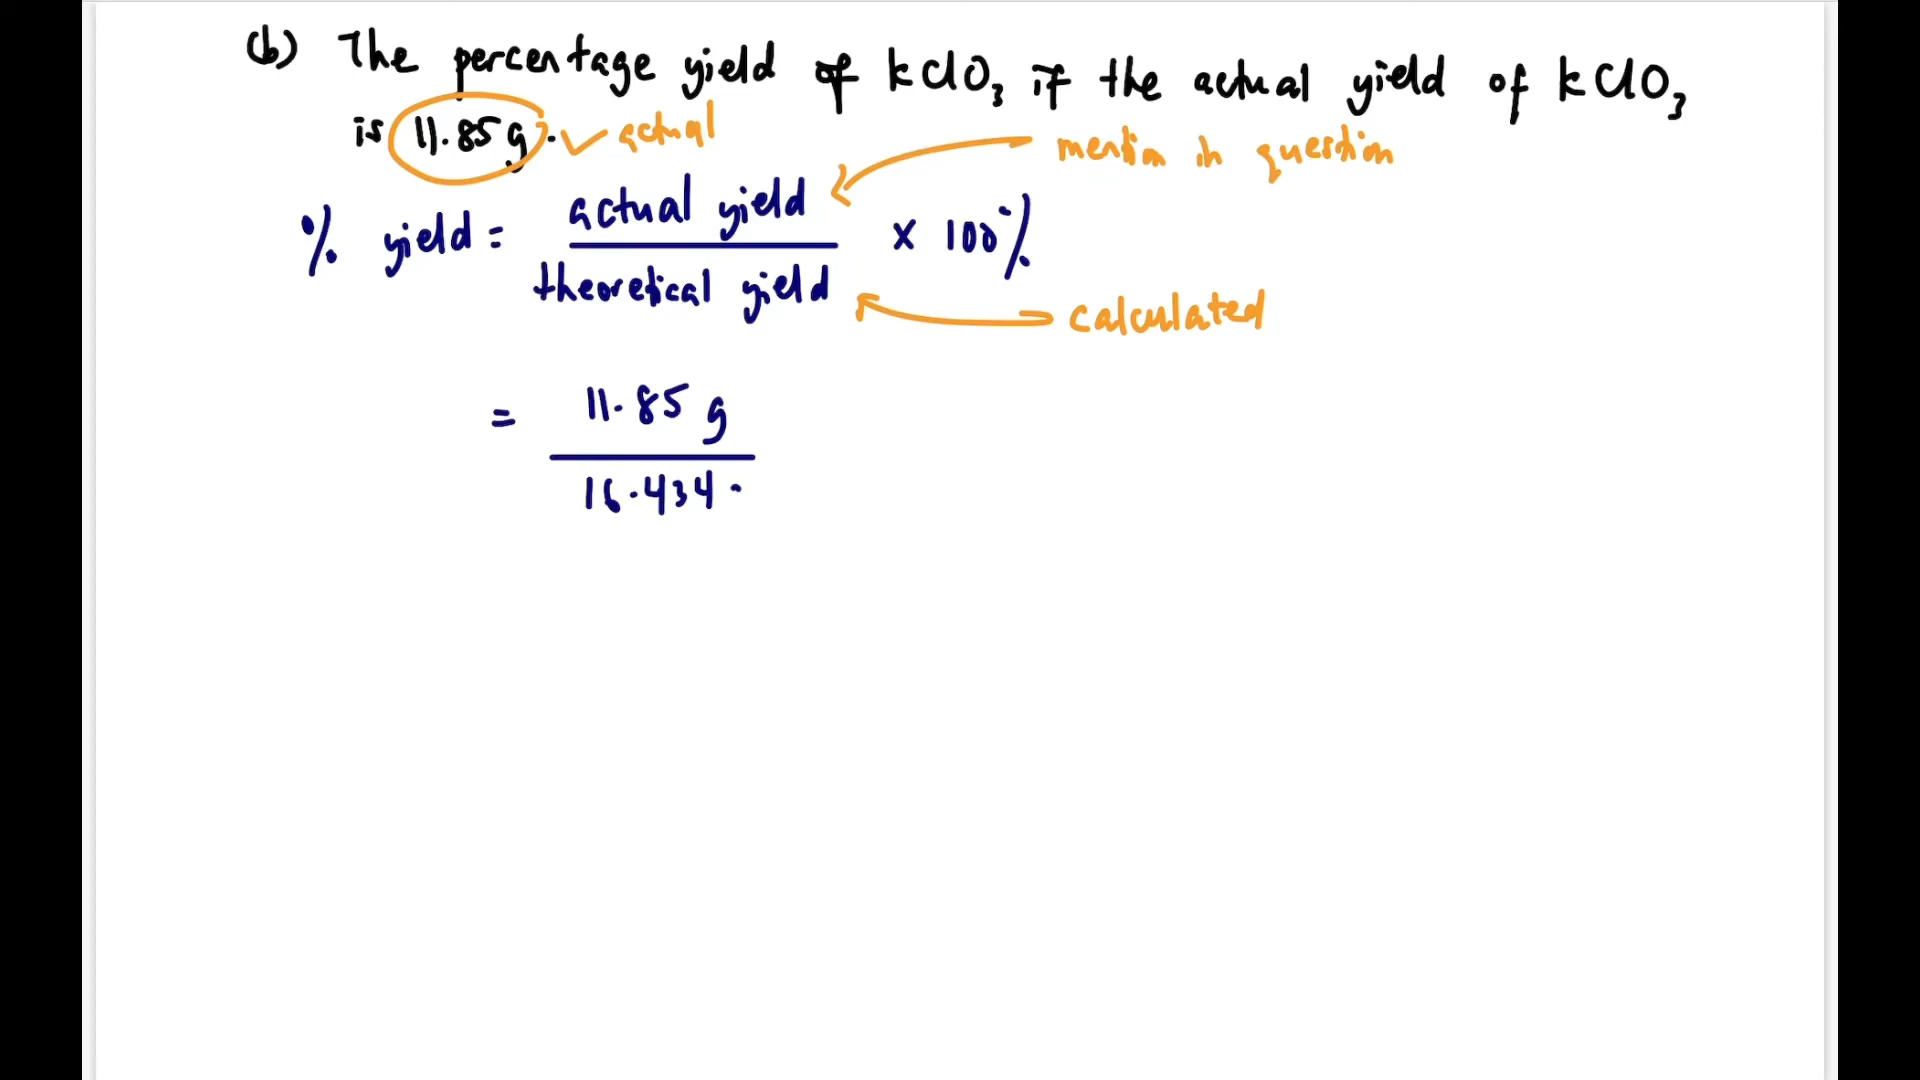 (b) The percentage yield of KClO₃ if the actual yield of KClO₃
is 11.85 g. ✓ actual
mention in question
% yield = actual yield / theoretical yield × 100%
calculated
= 11.85 g / 16.434